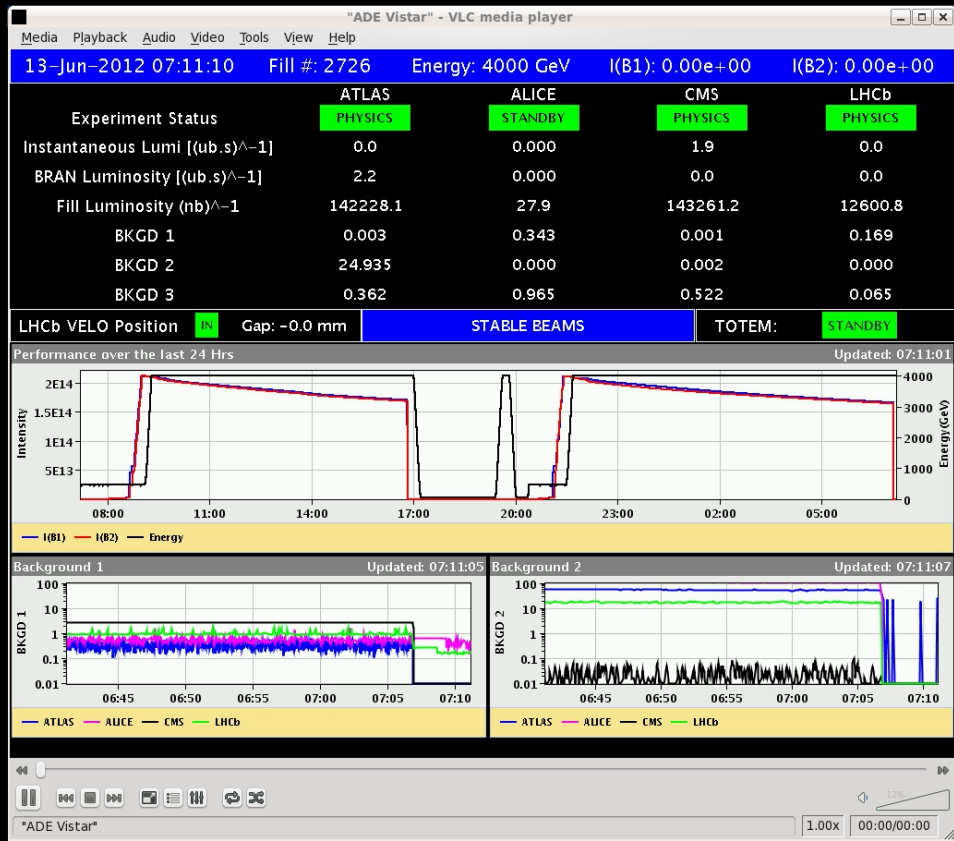 "ADE Vistar" - VLC media player
Media Playback Audio Video Tools View Help
13-Jun-2012 07:11:10 Fill #: 2726 Energy: 4000 GeV I(B1): 0.00e+00 I(B2): 0.00e+00
ATLAS ALICE CMS LHCb
Experiment Status PHYSICS STANDBY PHYSICS PHYSICS
Instantaneous Lumi [(ub.s)^-1] 0.0 0.000 1.9 0.0
BRAN Luminosity [(ub.s)^-1] 2.2 0.000 0.0 0.0
Fill Luminosity (nb)^-1 142228.1 27.9 143261.2 12600.8
BKGD 1 0.003 0.343 0.001 0.169
BKGD 2 24.935 0.000 0.002 0.000
BKGD 3 0.362 0.965 0.522 0.065
LHCb VELO Position IN Gap: -0.0 mm STABLE BEAMS TOTEM: STANDBY
Performance over the last 24 Hrs Updated: 07:11:01
Intensity
2E14
1.5E14
1E14
5E13
4000
3000
2000
1000
0
Energy(GeV)
08:00 11:00 14:00 17:00 20:00 23:00 02:00 05:00
I(B1) I(B2) Energy
Background 1 Updated: 07:11:05
BKGD 1
100
10
1
0.1
0.01
06:45 06:50 06:55 07:00 07:05 07:10
ATLAS ALICE CMS LHCb
Background 2 Updated: 07:11:07
BKGD 2
100
10
1
0.1
0.01
06:45 06:50 06:55 07:00 07:05 07:10
ATLAS ALICE CMS LHCb
12%
"ADE Vistar" 1.00x 00:00/00:00